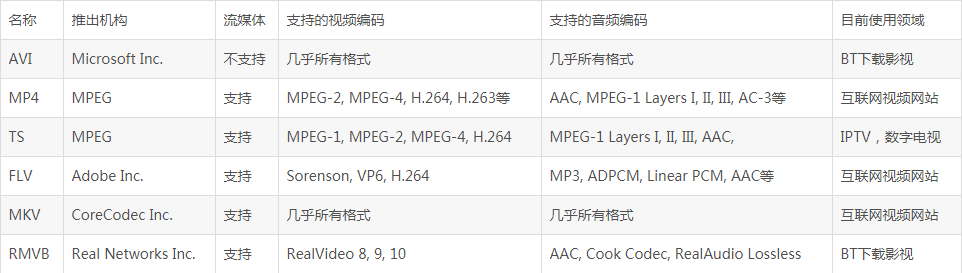 名称 推出机构 流媒体 支持的视频编码 支持的音频编码 目前使用领域
AVI Microsoft Inc. 不支持 几乎所有格式 几乎所有格式 BT下载影视
MP4 MPEG 支持 MPEG-2, MPEG-4, H.264, H.263等 AAC, MPEG-1 Layers I, II, III, AC-3等 互联网视频网站
TS MPEG 支持 MPEG-1, MPEG-2, MPEG-4, H.264 MPEG-1 Layers I, II, III, AAC, IPTV，数字电视
FLV Adobe Inc. 支持 Sorenson, VP6, H.264 MP3, ADPCM, Linear PCM, AAC等 互联网视频网站
MKV CoreCodec Inc. 支持 几乎所有格式 几乎所有格式 互联网视频网站
RMVB Real Networks Inc. 支持 RealVideo 8, 9, 10 AAC, Cook Codec, RealAudio Lossless BT下载影视